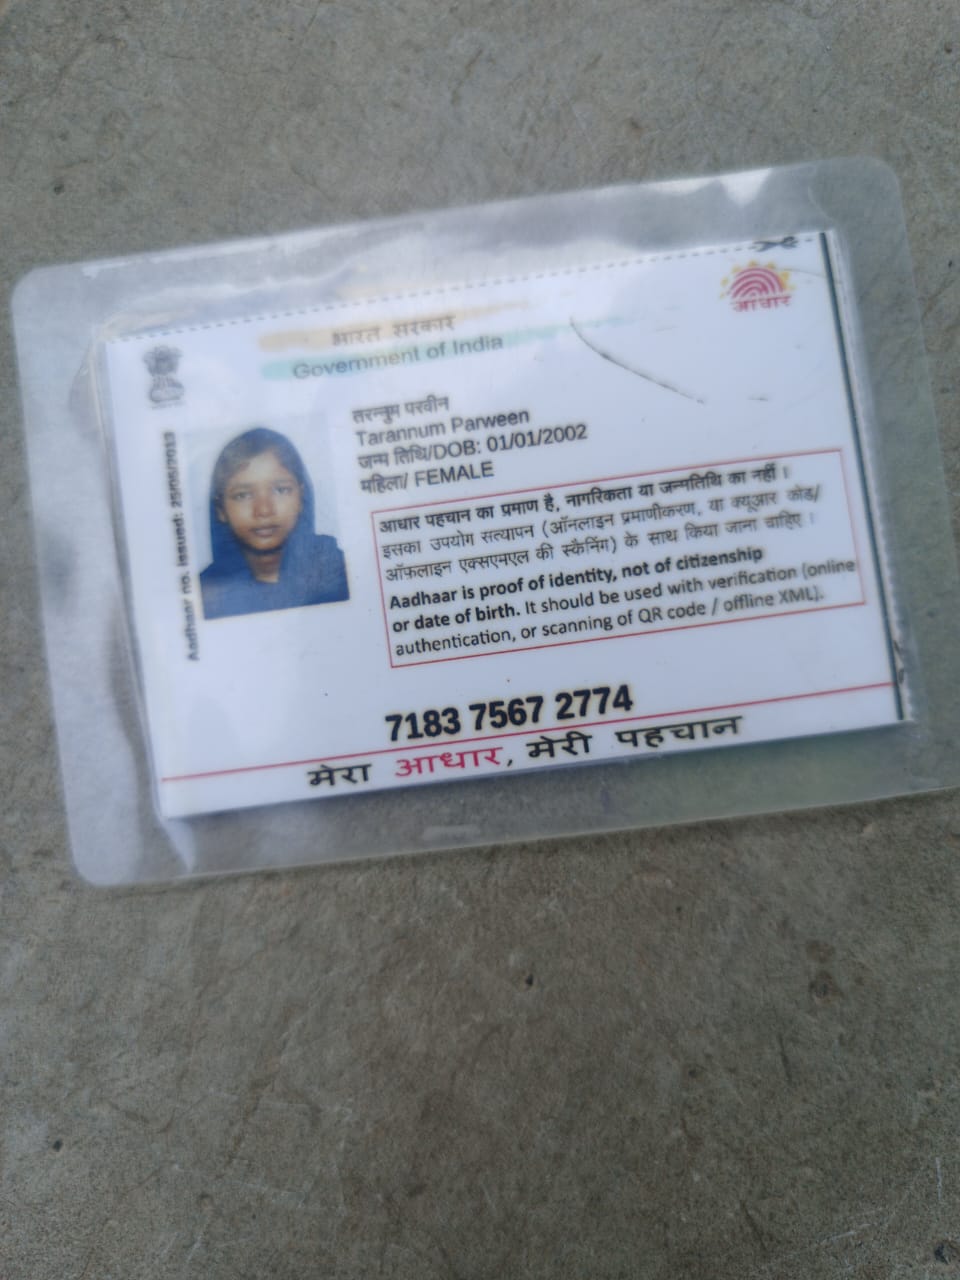 भारत सरकार
Government of India
आधार
Aadhaar no. issued: 25/06/2013
तरन्नुम परवीन
Tarannum Parween
जन्म तिथि/DOB: 01/01/2002
महिला/ FEMALE
आधार पहचान का प्रमाण है, नागरिकता या जन्मतिथि का नहीं।
इसका उपयोग सत्यापन (ऑनलाइन प्रमाणीकरण, या क्यूआर कोड/
ऑफ़लाइन एक्सएमएल की स्कैनिंग) के साथ किया जाना चाहिए।
Aadhaar is proof of identity, not of citizenship
or date of birth. It should be used with verification (online
authentication, or scanning of QR code / offline XML).
7183 7567 2774
मेरा आधार, मेरी पहचान